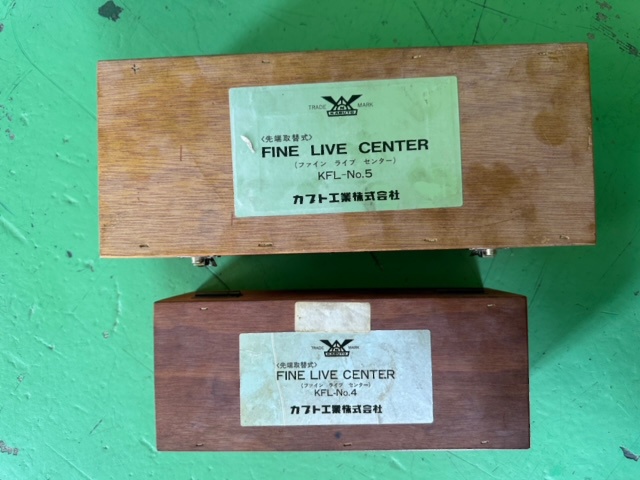 TRADE MARK
KABUTO
〈先端取替式〉
FINE LIVE CENTER
(ファイン ライブ センター)
KFL-No.5
カブト工業株式会社
TRADE MARK
KABUTO
〈先端取替式〉
FINE LIVE CENTER
(ファイン ライブ センター)
KFL-No.4
カブト工業株式会社